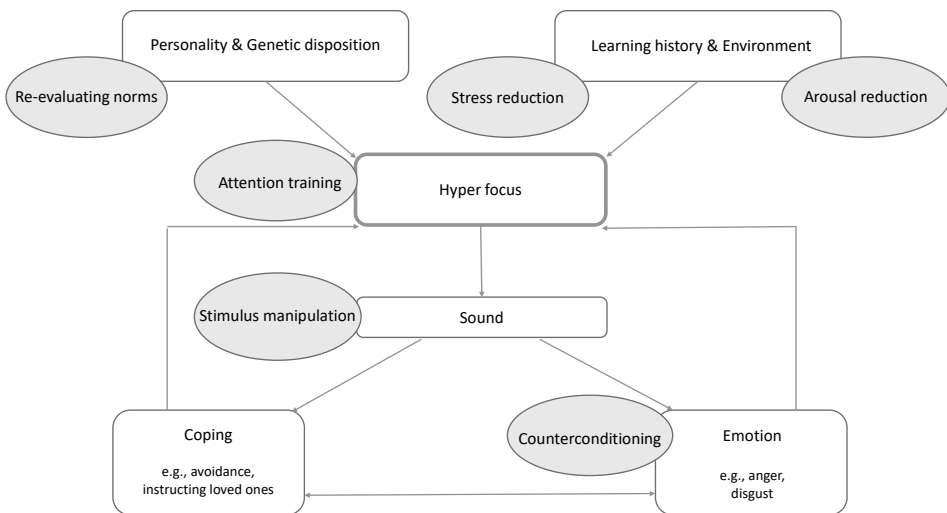 Personality & Genetic disposition
Learning history & Environment
Re-evaluating norms
Stress reduction
Arousal reduction
Attention training
Hyper focus
Stimulus manipulation
Sound
Coping
e.g., avoidance,
instructing loved ones
Counterconditioning
Emotion
e.g., anger,
disgust